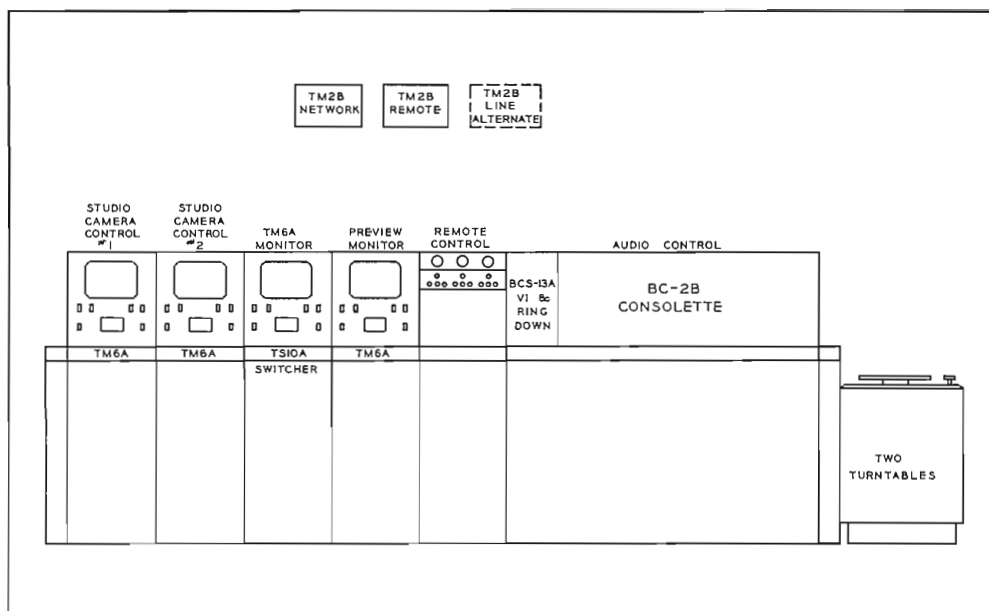 TM2B
NETWORK
TM2B
REMOTE
TM2B
LINE
ALTERNATE
STUDIO
CAMERA
CONTROL
#1
STUDIO
CAMERA
CONTROL
#2
TM6A
MONITOR
PREVIEW
MONITOR
REMOTE
CONTROL
AUDIO CONTROL
BCS-13A
VI &
RING
DOWN
BC-2B
CONSOLETTE
TM6A
TM6A
TS10A
SWITCHER
TM6A
TWO
TURNTABLES